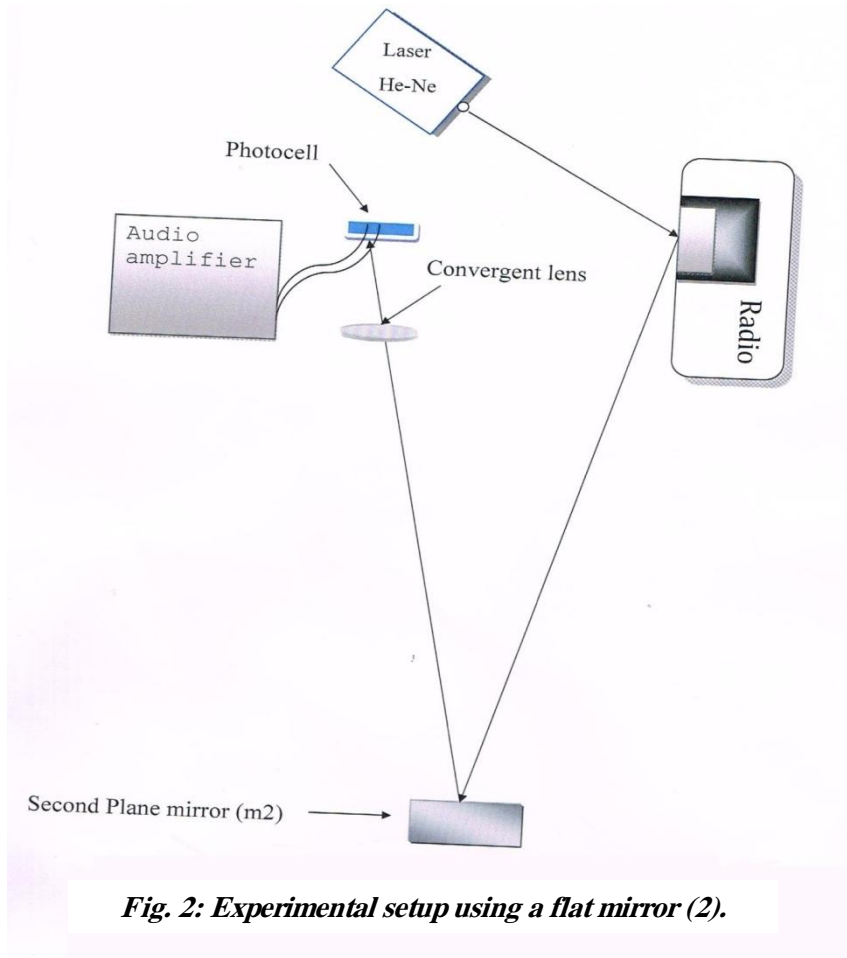 Laser
He-Ne
Photocell
Audio
amplifier
Convergent lens
Radio
Second Plane mirror (m2)
Fig. 2: Experimental setup using a flat mirror (2).